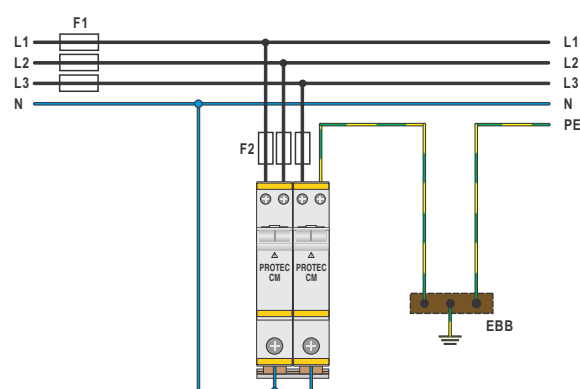 F1
L1 L1
L2 L2
L3 L3
N N
PE
F2
PROTEC PROTEC
CM CM
EBB